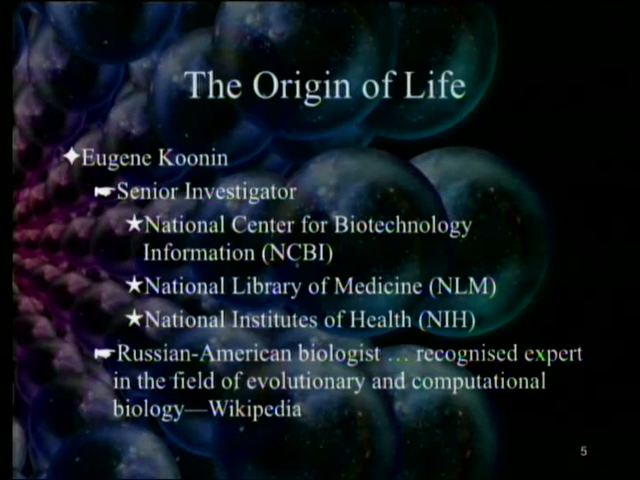 The Origin of Life
Eugene Koonin
Senior Investigator
National Center for Biotechnology
Information (NCBI)
National Library of Medicine (NLM)
National Institutes of Health (NIH)
Russian-American biologist … recognised expert
in the field of evolutionary and computational
biology—Wikipedia
5